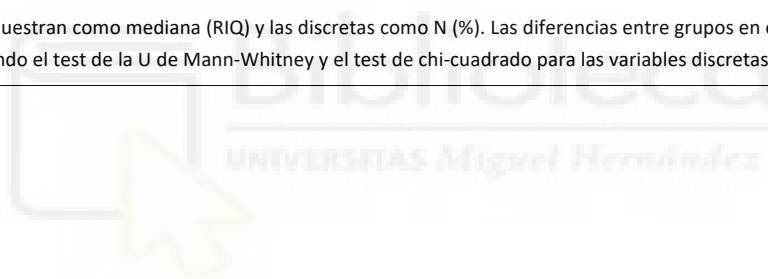 uestran como mediana (RIQ) y las discretas como N (%). Las diferencias entre grupos en
ndo el test de la U de Mann-Whitney y el test de chi-cuadrado para las variables discretas
Biblioteca
UNIVERSITAS Miguel Hernández